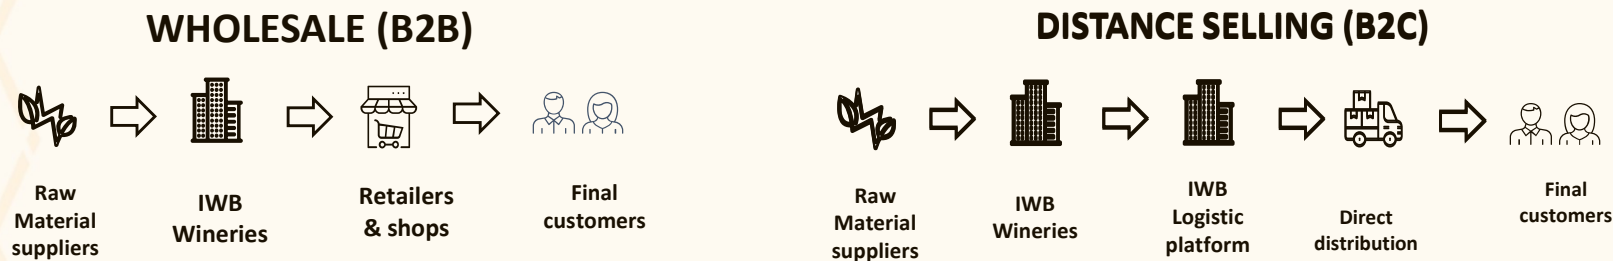 WHOLESALE (B2B)
Raw
Material
suppliers
IWB
Wineries
Retailers
& shops
Final
customers
DISTANCE SELLING (B2C)
Raw
Material
suppliers
IWB
Wineries
IWB
Logistic
platform
Direct
distribution
Final
customers